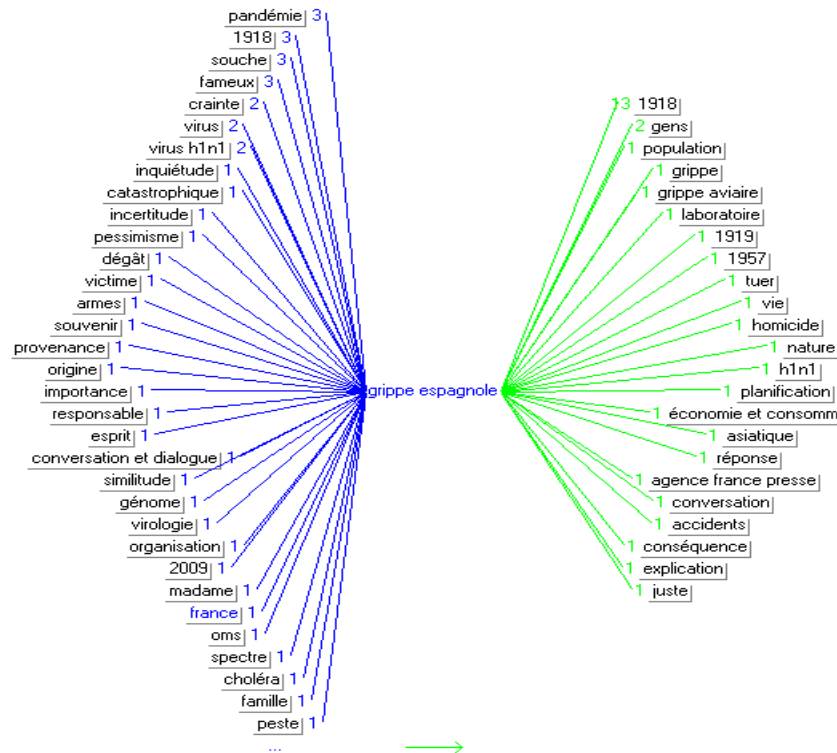 pandémie 3
1918 3
souche 3
fameux 3
crainte 2
virus 2
virus h1n1 2
inquiétude 1
catastrophique 1
incertitude 1
pessimisme 1
dégât 1
victime 1
armes 1
souvenir 1
provenance 1
origine 1
importance 1
responsable 1
esprit 1
conversation et dialogue 1
similitude 1
génome 1
virologie 1
organisation 1
2009 1
madame 1
france 1
oms 1
spectre 1
choléra 1
famille 1
peste 1
...
grippe espagnole
13 1918
2 gens
1 population
1 grippe
1 grippe aviaire
1 laboratoire
1 1919
1 1957
1 tuer
1 vie
1 homicide
1 nature
1 h1n1
1 planification
1 économie et consomm
1 asiatique
1 réponse
1 agence france presse
1 conversation
1 accidents
1 conséquence
1 explication
1 juste